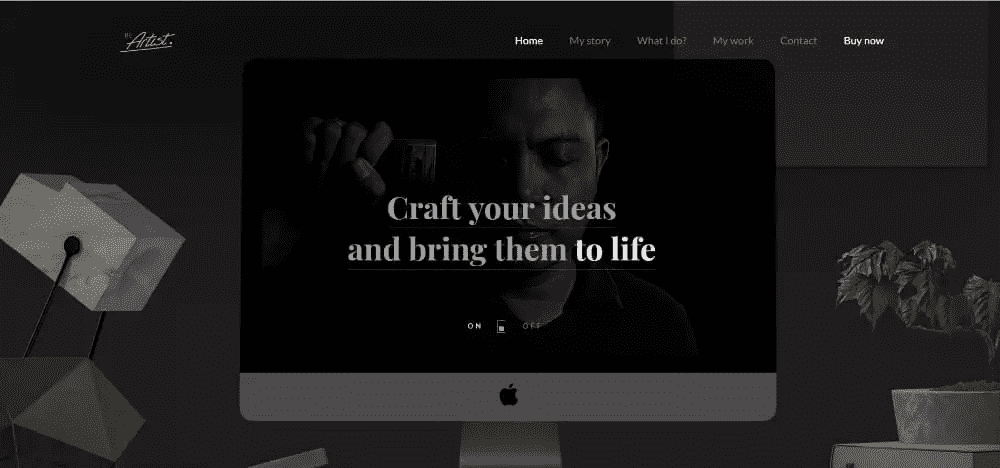 BE
Artist.
Home My story What I do? My work Contact Buy now
Craft your ideas
and bring them to life
ON OFF